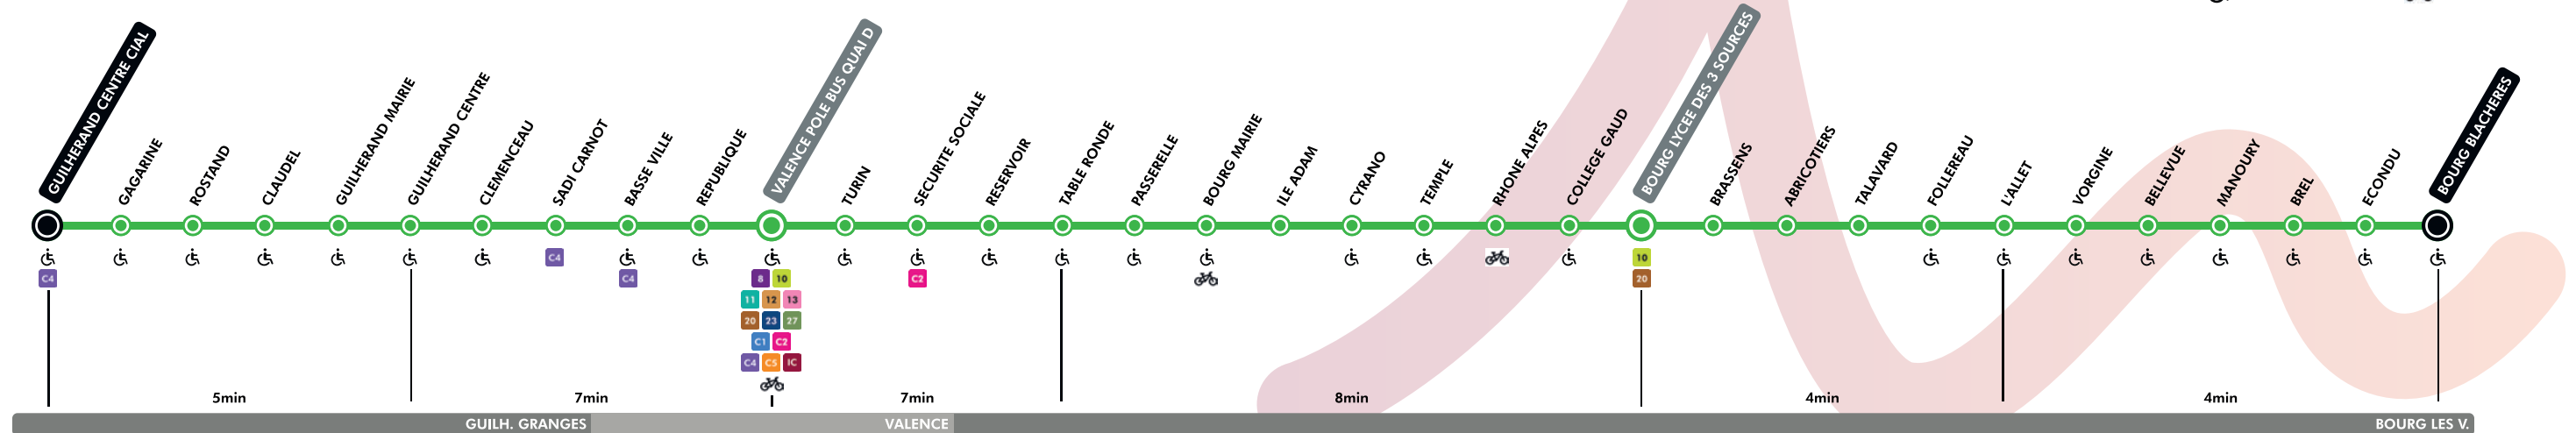 GUILHERAND CENTRE CIAL
GAGARINE
ROSTAND
CLAUDEL
GUILHERAND MAIRIE
GUILHERAND CENTRE
CLEMENCEAU
SADI CARNOT
BASSE VILLE
REPUBLIQUE
VALENCE POLE BUS QUAI D
TURIN
SECURITE SOCIALE
RESERVOIR
TABLE RONDE
PASSERELLE
BOURG MAIRIE
ILE ADAM
CYRANO
TEMPLE
RHONE ALPES
COLLEGE GAUD
BOURG LYCEE DES 3 SOURCES
BRASSENS
ABRICOTIERS
TALAVARD
FOLLEREAU
L'ALLET
VORGINE
BELLEVUE
MANOURY
BREL
ECONDU
BOURG BLACHERES
C4
C4
C4
8 10
11 12 13
20 23 27
C1 C2
C4 C5 IC
C2
10
20
5min 7min 7min 8min 4min 4min
GUILH. GRANGES VALENCE BOURG LES V.